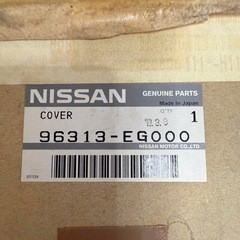 NISSAN
GENUINE PARTS
Made In Japan
COVER
Q'TY
1
96313-EG000
NISSAN MOTOR CO.,LTD.